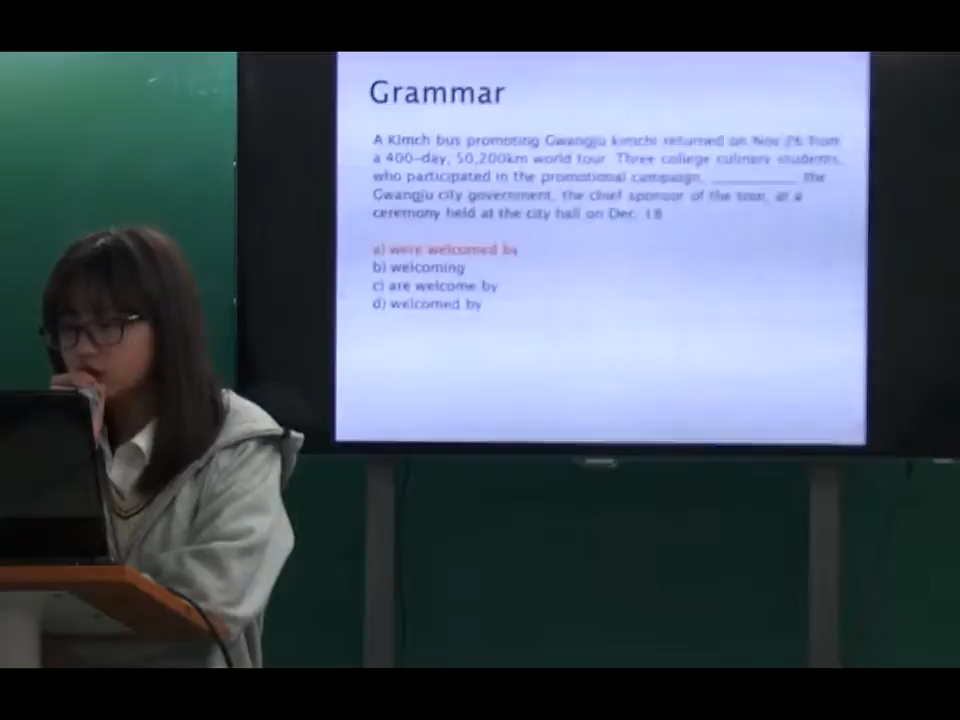 Grammar
A Kimch bus promoting Gwangju kimchi returned on Nov 26 from
a 400-day, 50,200km world tour. Three college culinary students,
who participated in the promotional campaign, __________ the
Gwangju city government, the chief sponsor of the tour, at a
ceremony held at the city hall on Dec. 18
a) were welcomed by
b) welcoming
c) are welcome by
d) welcomed by